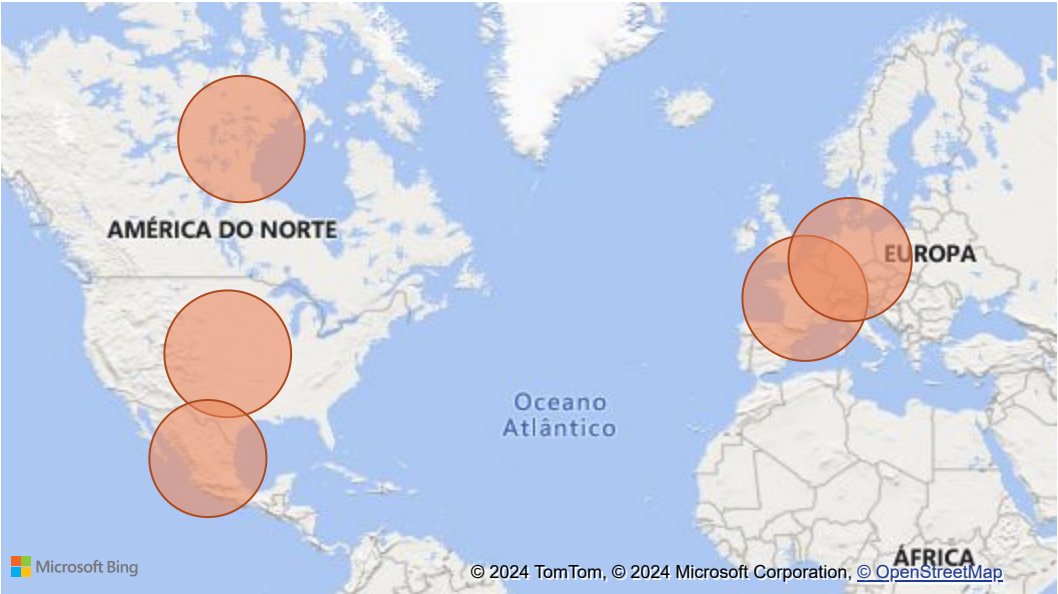 AMÉRICA DO NORTE
EUROPA
Oceano
Atlântico
ÁFRICA
Microsoft Bing
© 2024 TomTom, © 2024 Microsoft Corporation, © OpenStreetMap